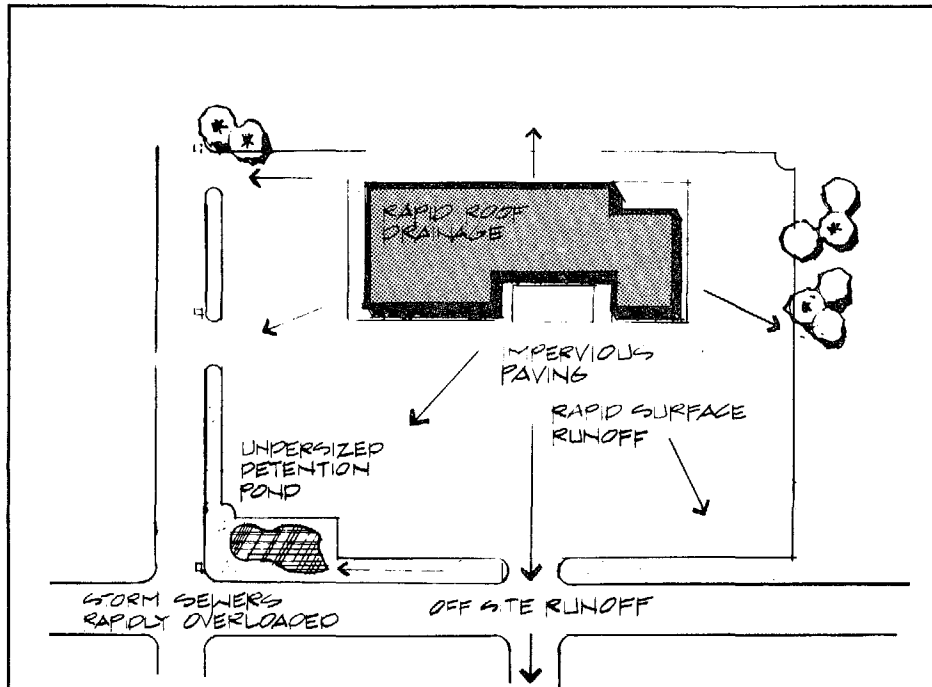 RAPID ROOF
DRAINAGE
IMPERVIOUS
PAVING
RAPID SURFACE
RUNOFF
UNDERSIZED
DETENTION
POND
STORM SEWERS
RAPIDLY OVERLOADED
OFF SITE RUNOFF